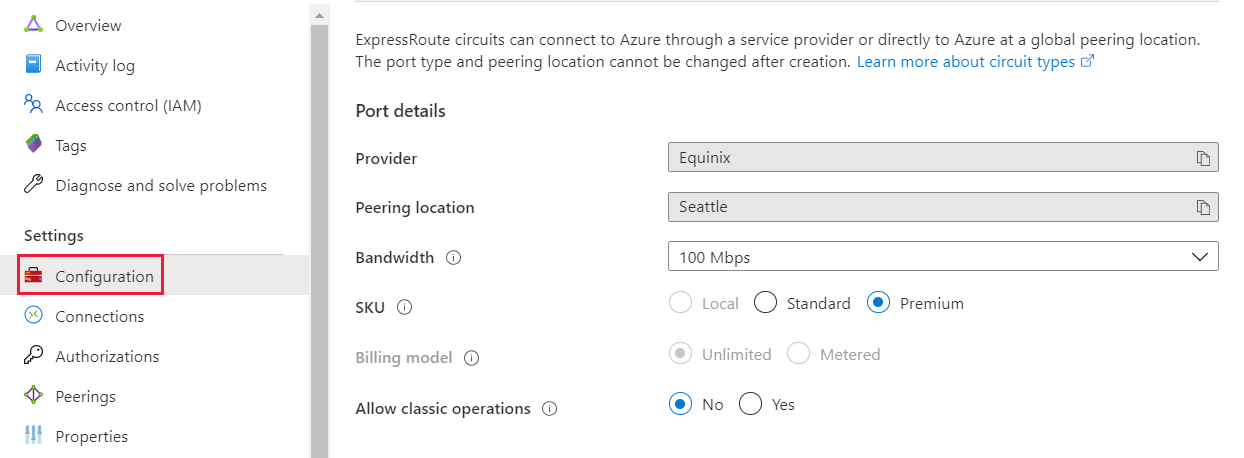 Overview
Activity log
Access control (IAM)
Tags
Diagnose and solve problems
Settings
Configuration
Connections
Authorizations
Peerings
Properties
ExpressRoute circuits can connect to Azure through a service provider or directly to Azure at a global peering location.
The port type and peering location cannot be changed after creation. Learn more about circuit types
Port details
Provider Equinix
Peering location Seattle
Bandwidth 100 Mbps
SKU Local Standard Premium
Billing model Unlimited Metered
Allow classic operations No Yes